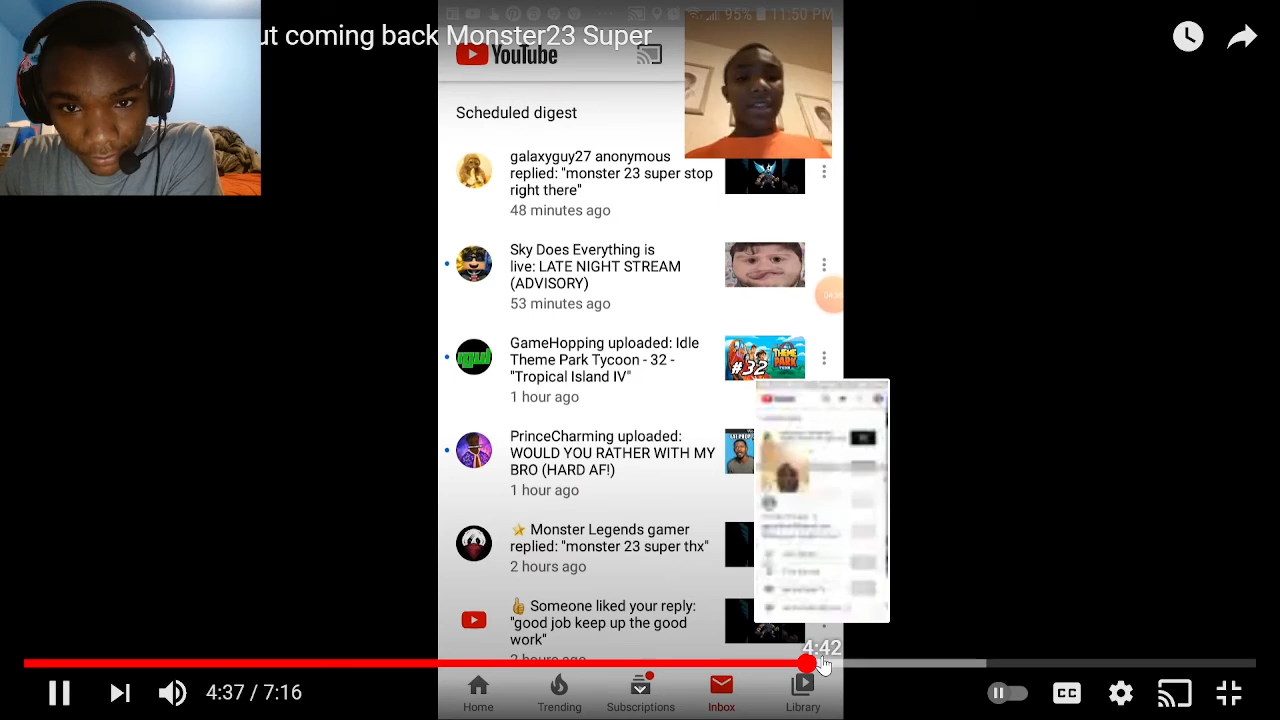 ut coming back Monster23 Super
95% 11:50 PM
YouTube
Scheduled digest
galaxyguy27 anonymous
replied: "monster 23 super stop
right there"
48 minutes ago
Sky Does Everything is
live: LATE NIGHT STREAM
(ADVISORY)
53 minutes ago
GameHopping uploaded: Idle
Theme Park Tycoon - 32 -
"Tropical Island IV"
1 hour ago
#32
THEME
PARK
PrinceCharming uploaded:
WOULD YOU RATHER WITH MY
BRO (HARD AF!)
1 hour ago
⭐ Monster Legends gamer
replied: "monster 23 super thx"
2 hours ago
👍 Someone liked your reply:
"good job keep up the good
work"
2 hours ago
4:42
Home Trending Subscriptions Inbox Library
4:37 / 7:16
CC